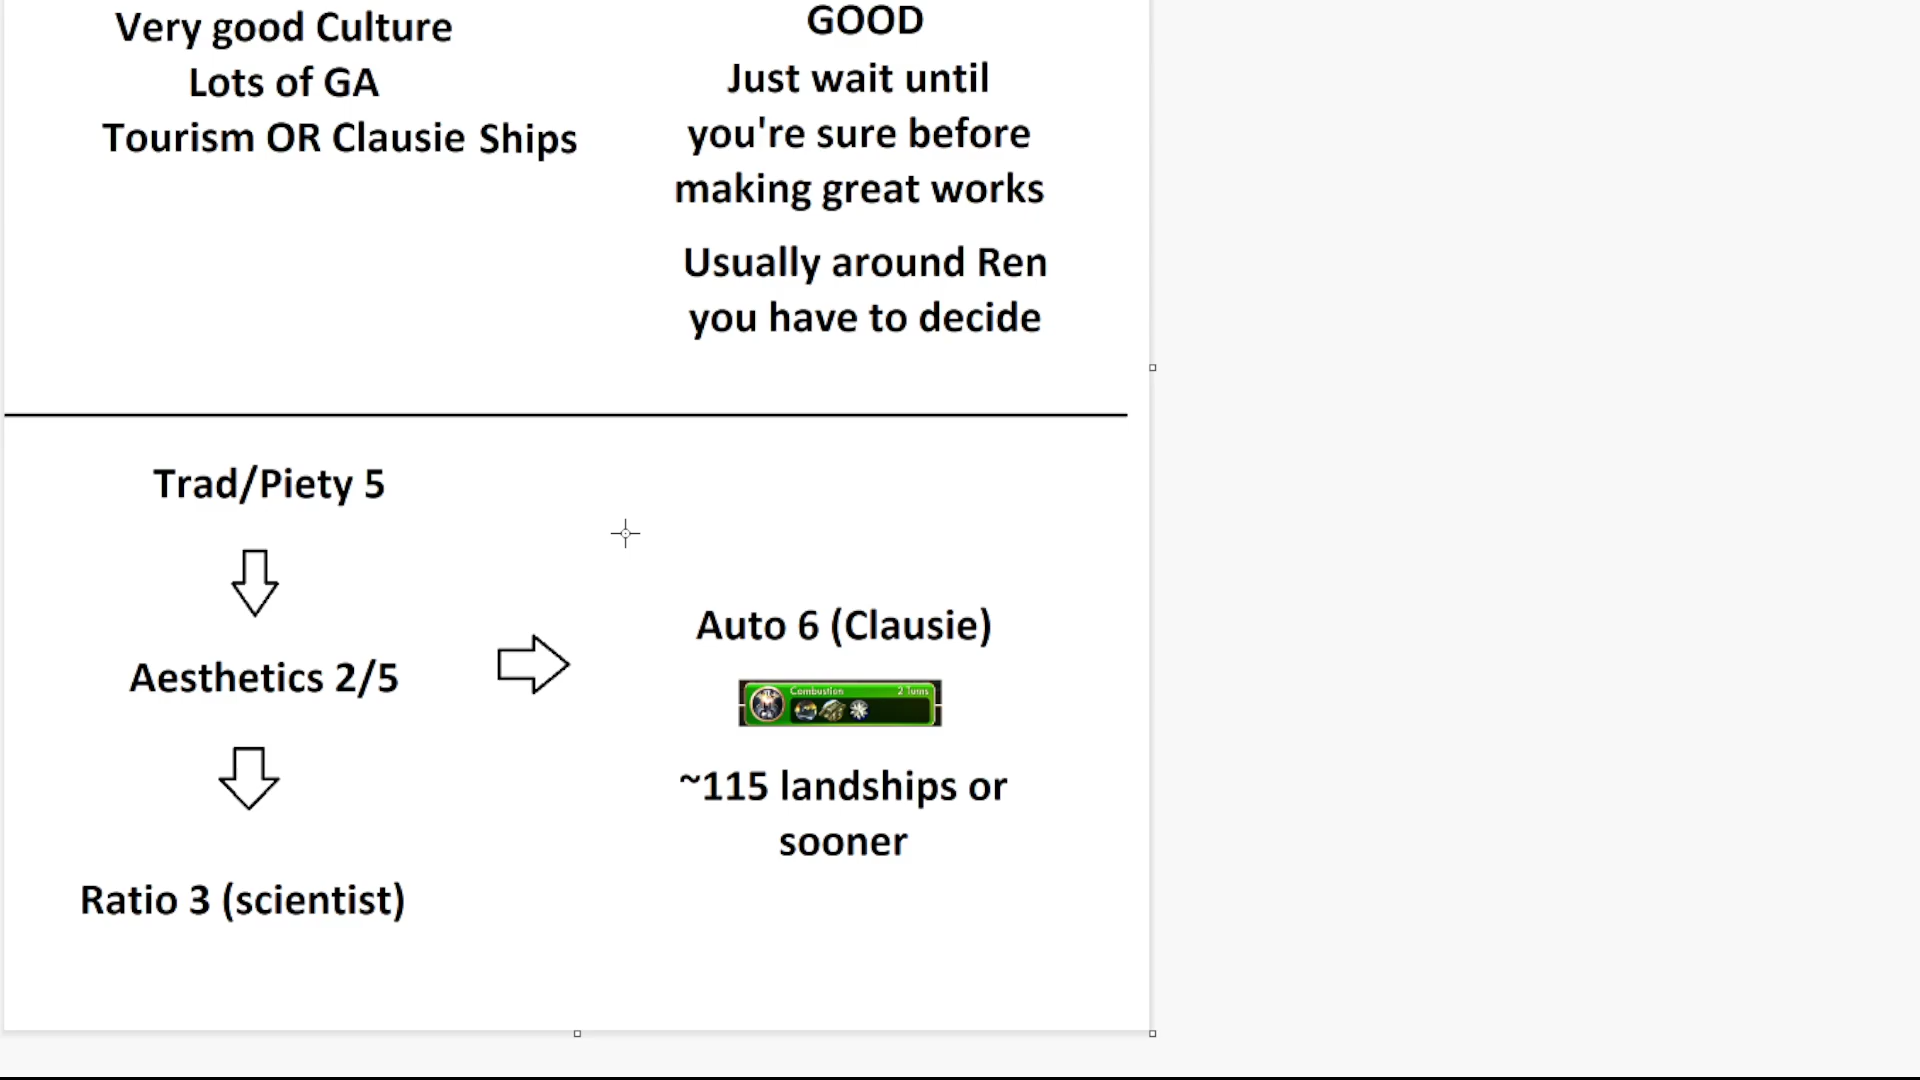 Very good Culture
Lots of GA
Tourism OR Clausie Ships
GOOD
Just wait until
you're sure before
making great works
Usually around Ren
you have to decide
Trad/Piety 5
Aesthetics 2/5
Ratio 3 (scientist)
Auto 6 (Clausie)
Combustion 2 Turns
~115 landships or
sooner